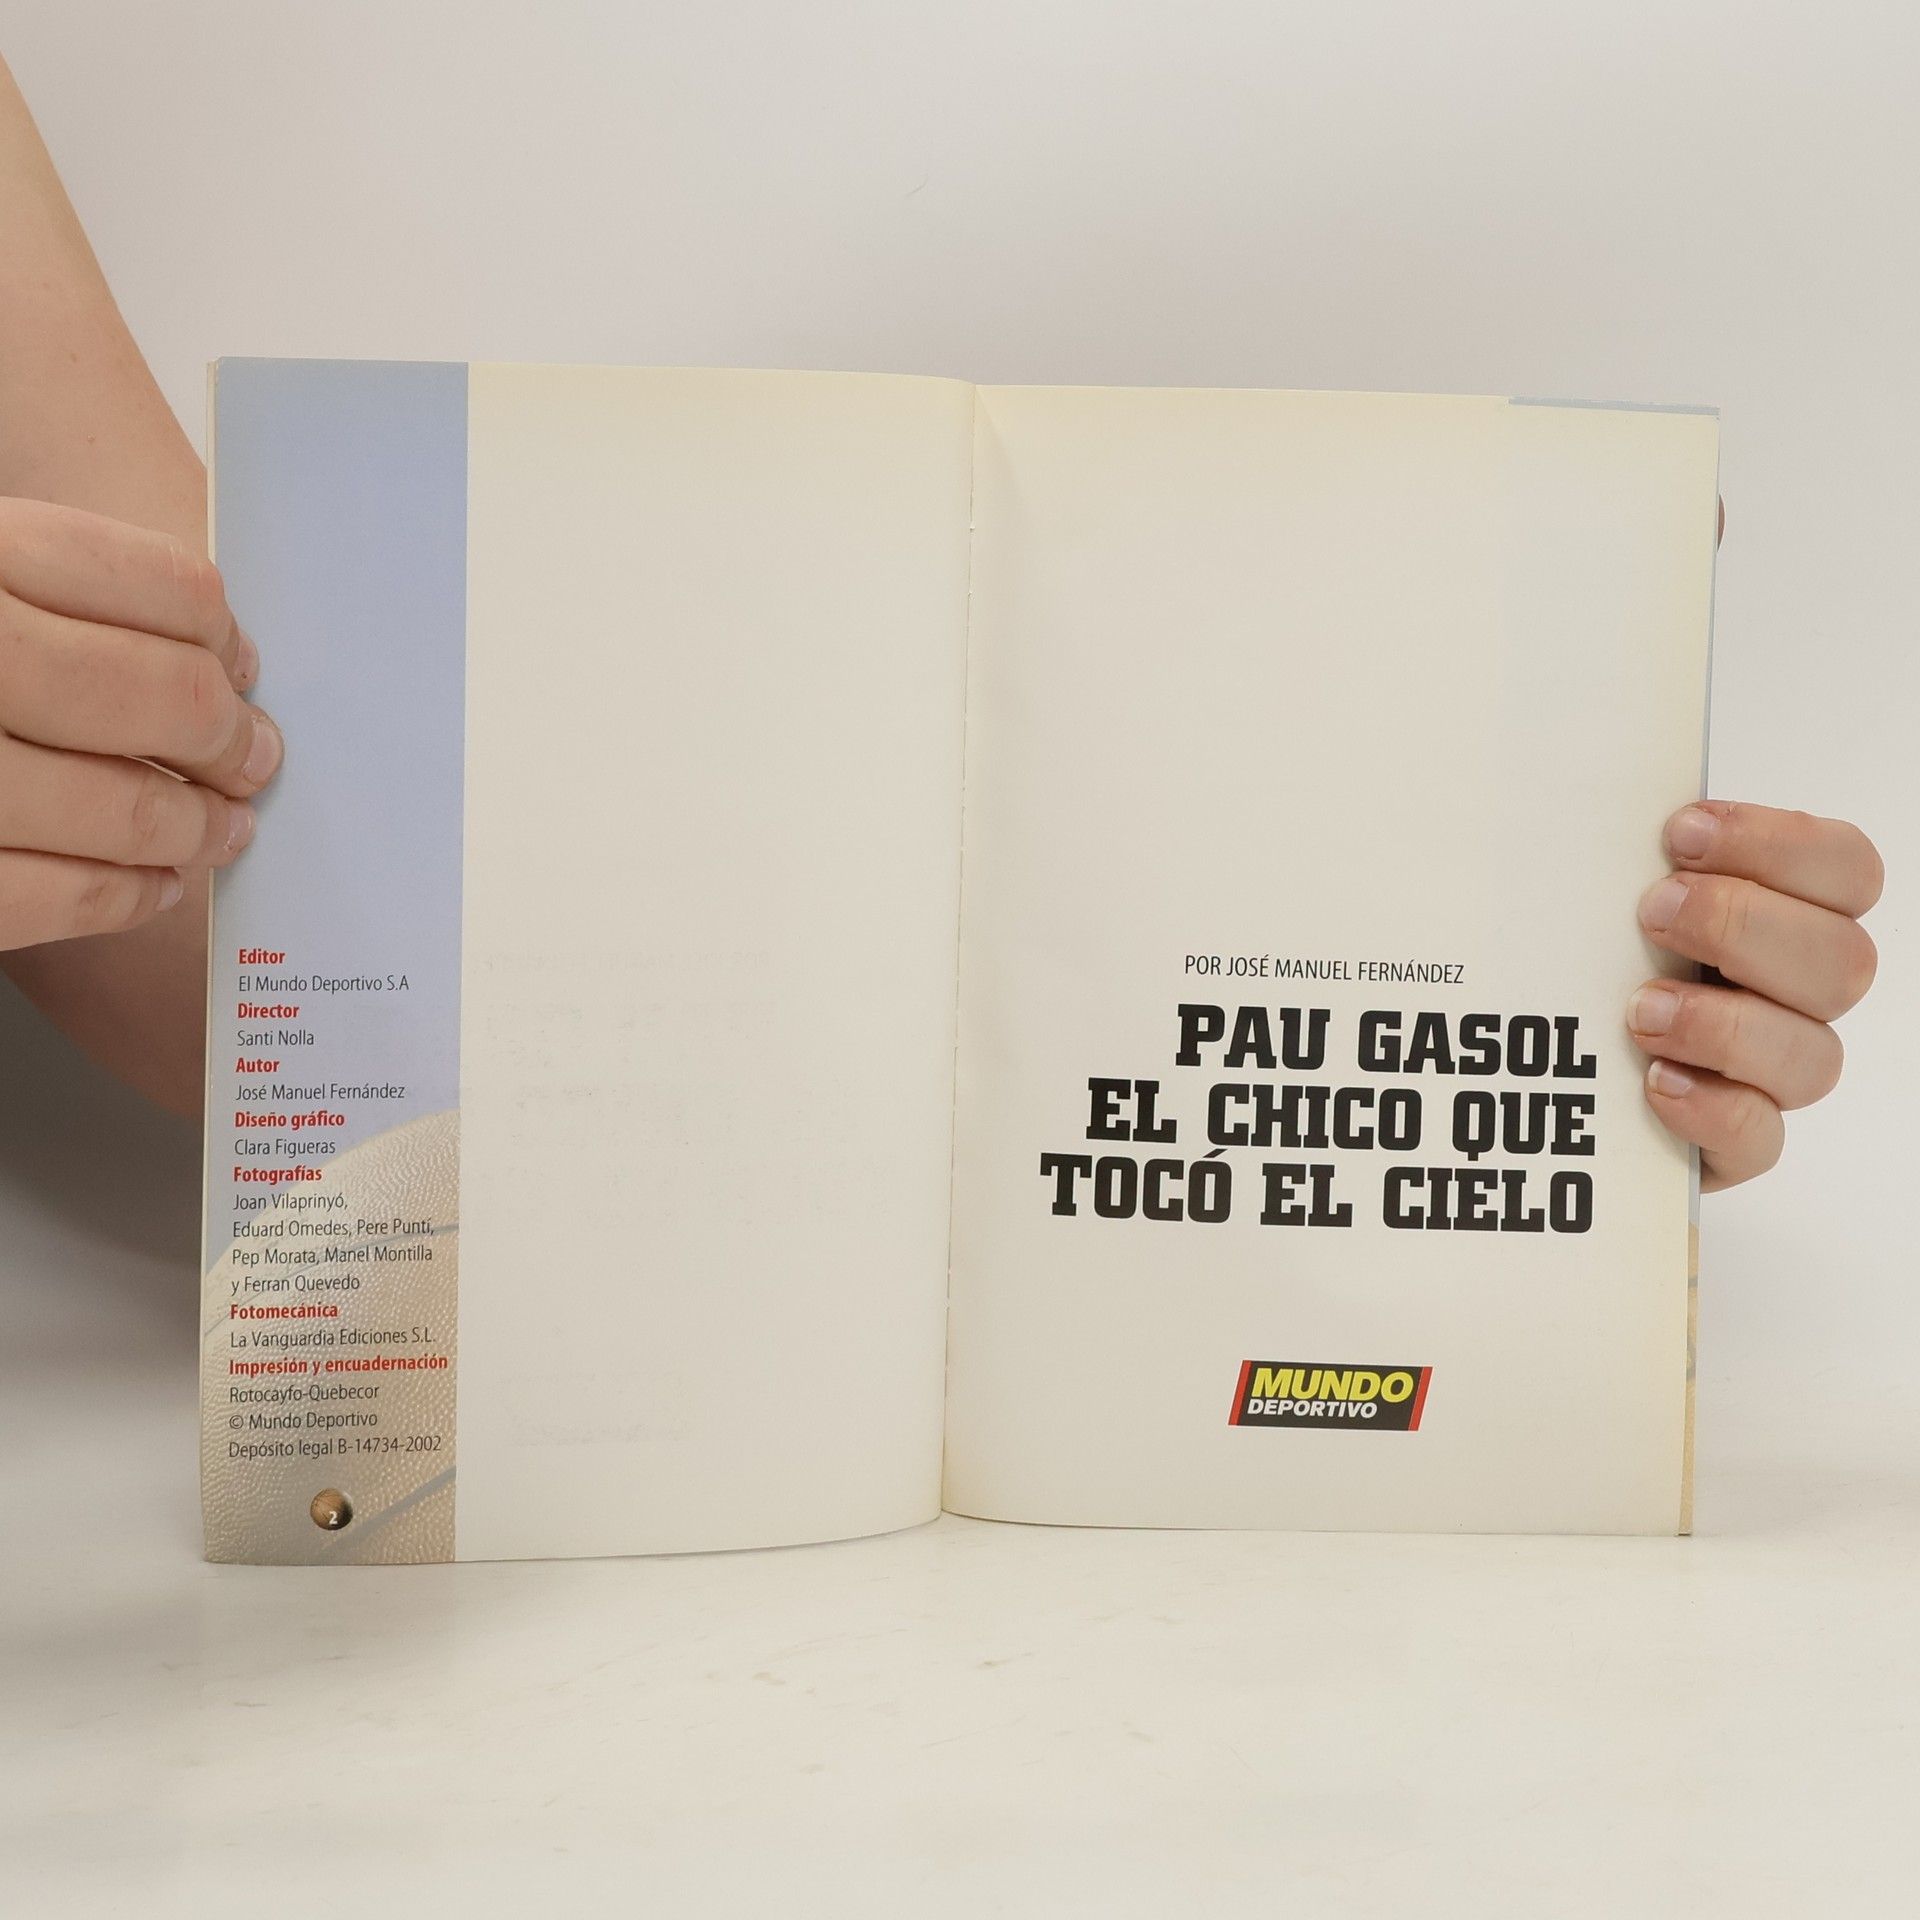 Editor
El Mundo Deportivo S.A
Director
Santi Nolla
Autor
José Manuel Fernández
Diseño gráfico
Clara Figueras
Fotografías
Joan Vilaprinyó,
Eduard Omedes, Pere Puntí,
Pep Morata, Manel Montilla
y Ferran Quevedo
Fotomecánica
La Vanguardia Ediciones S.L.
Impresión y encuadernación
Rotocayfo-Quebecor
© Mundo Deportivo
Depósito legal B-14734-2002
2
POR JOSÉ MANUEL FERNÁNDEZ
PAU GASOL
EL CHICO QUE
TOCÓ EL CIELO
MUNDO
DEPORTIVO